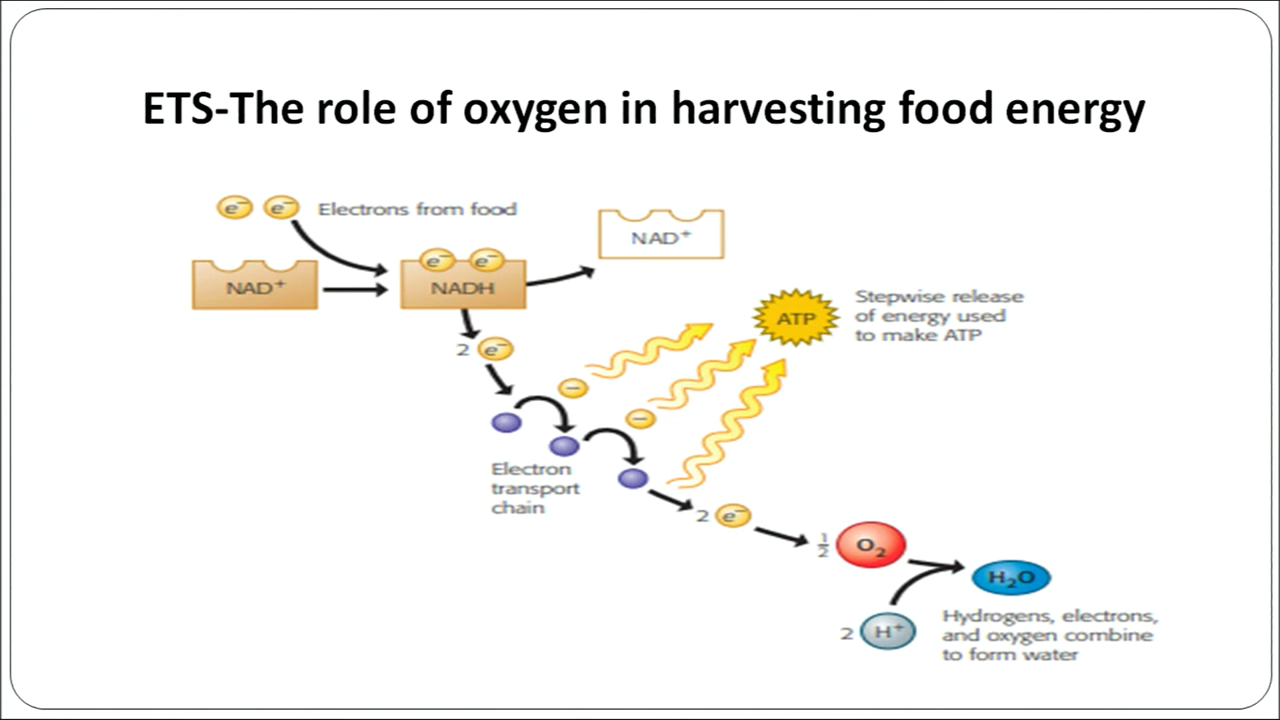 ETS-The role of oxygen in harvesting food energy
e⁻ e⁻ Electrons from food
NAD⁺
e⁻ e⁻
NADH
NAD⁺
2 e⁻
ATP
Stepwise release
of energy used
to make ATP
−
−
Electron
transport
chain
2 e⁻
½ O₂
H₂O
2 H⁺
Hydrogens, electrons,
and oxygen combine
to form water